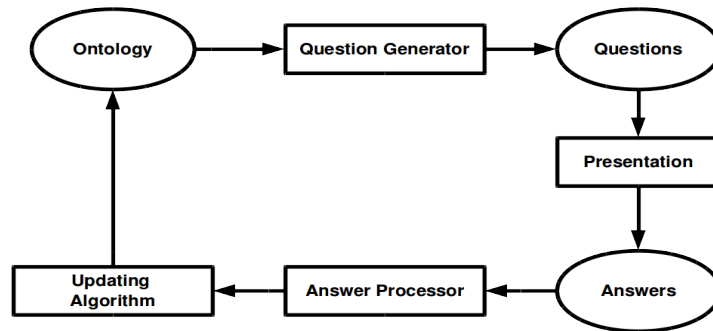 Ontology
Question Generator
Questions
Presentation
Updating
Algorithm
Answer Processor
Answers